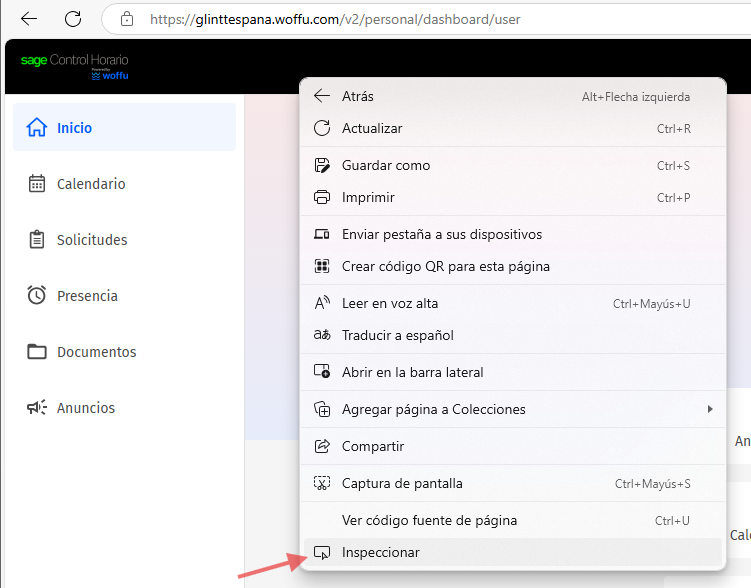 https://glinttespana.woffu.com/v2/personal/dashboard/user
sage Control Horario
Powered by
woffu
Inicio
Calendario
Solicitudes
Presencia
Documentos
Anuncios
Atrás Alt+Flecha izquierda
Actualizar Ctrl+R
Guardar como Ctrl+S
Imprimir Ctrl+P
Enviar pestaña a sus dispositivos
Crear código QR para esta página
Leer en voz alta Ctrl+Mayús+U
Traducir a español
Abrir en la barra lateral
Agregar página a Colecciones
Compartir
Captura de pantalla Ctrl+Mayús+S
Ver código fuente de página Ctrl+U
Inspeccionar
An
Cale